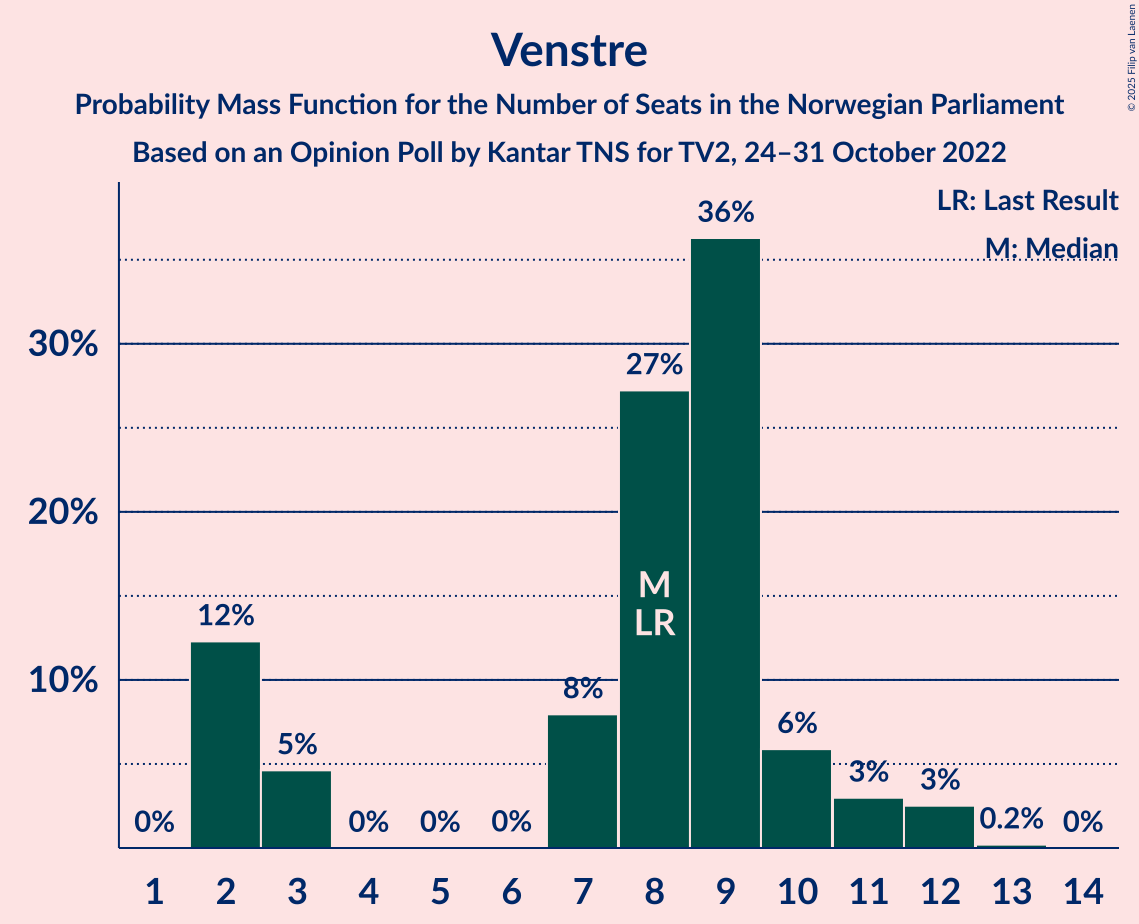 Venstre
Probability Mass Function for the Number of Seats in the Norwegian Parliament
Based on an Opinion Poll by Kantar TNS for TV2, 24–31 October 2022
© 2025 Filip van Laenen
LR: Last Result
M: Median
36%
30%
27%
20%
M
LR
12%
10%
8%
6%
5%
3%
3%
0%
0%
0%
0%
0.2%
0%
1 2 3 4 5 6 7 8 9 10 11 12 13 14